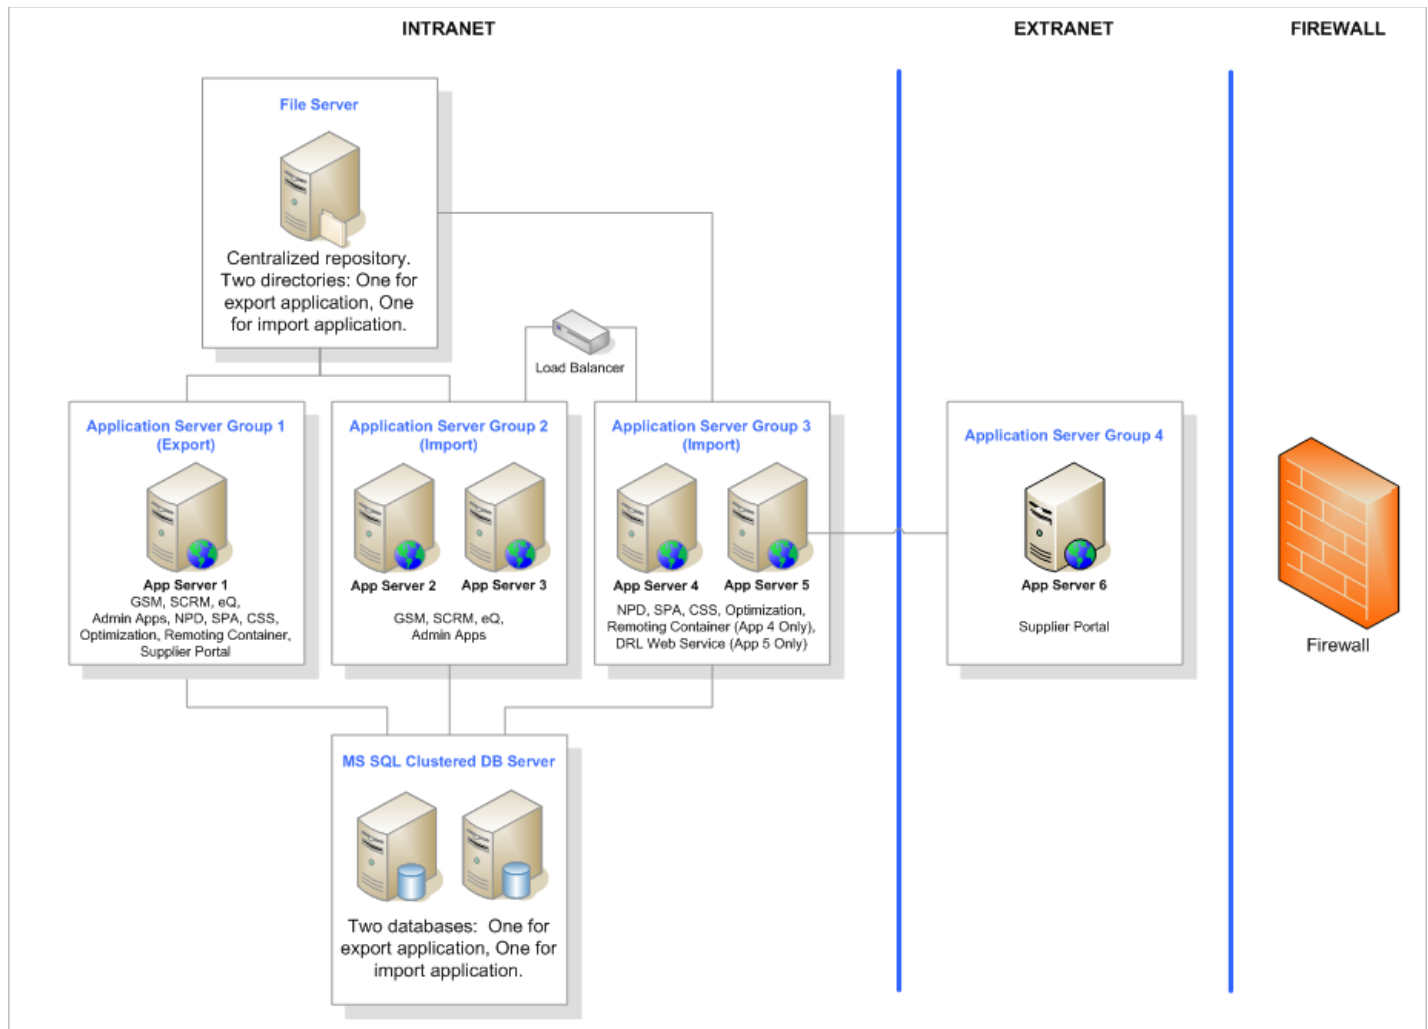 INTRANET
EXTRANET
FIREWALL
File Server
Centralized repository.
Two directories: One for
export application, One
for import application.
Load Balancer
Application Server Group 1
(Export)
App Server 1
GSM, SCRM, eQ,
Admin Apps, NPD, SPA, CSS,
Optimization, Remoting Container,
Supplier Portal
Application Server Group 2
(Import)
App Server 2
App Server 3
GSM, SCRM, eQ,
Admin Apps
Application Server Group 3
(Import)
App Server 4
App Server 5
NPD, SPA, CSS, Optimization,
Remoting Container (App 4 Only),
DRL Web Service (App 5 Only)
Application Server Group 4
App Server 6
Supplier Portal
Firewall
MS SQL Clustered DB Server
Two databases: One for
export application, One for
import application.